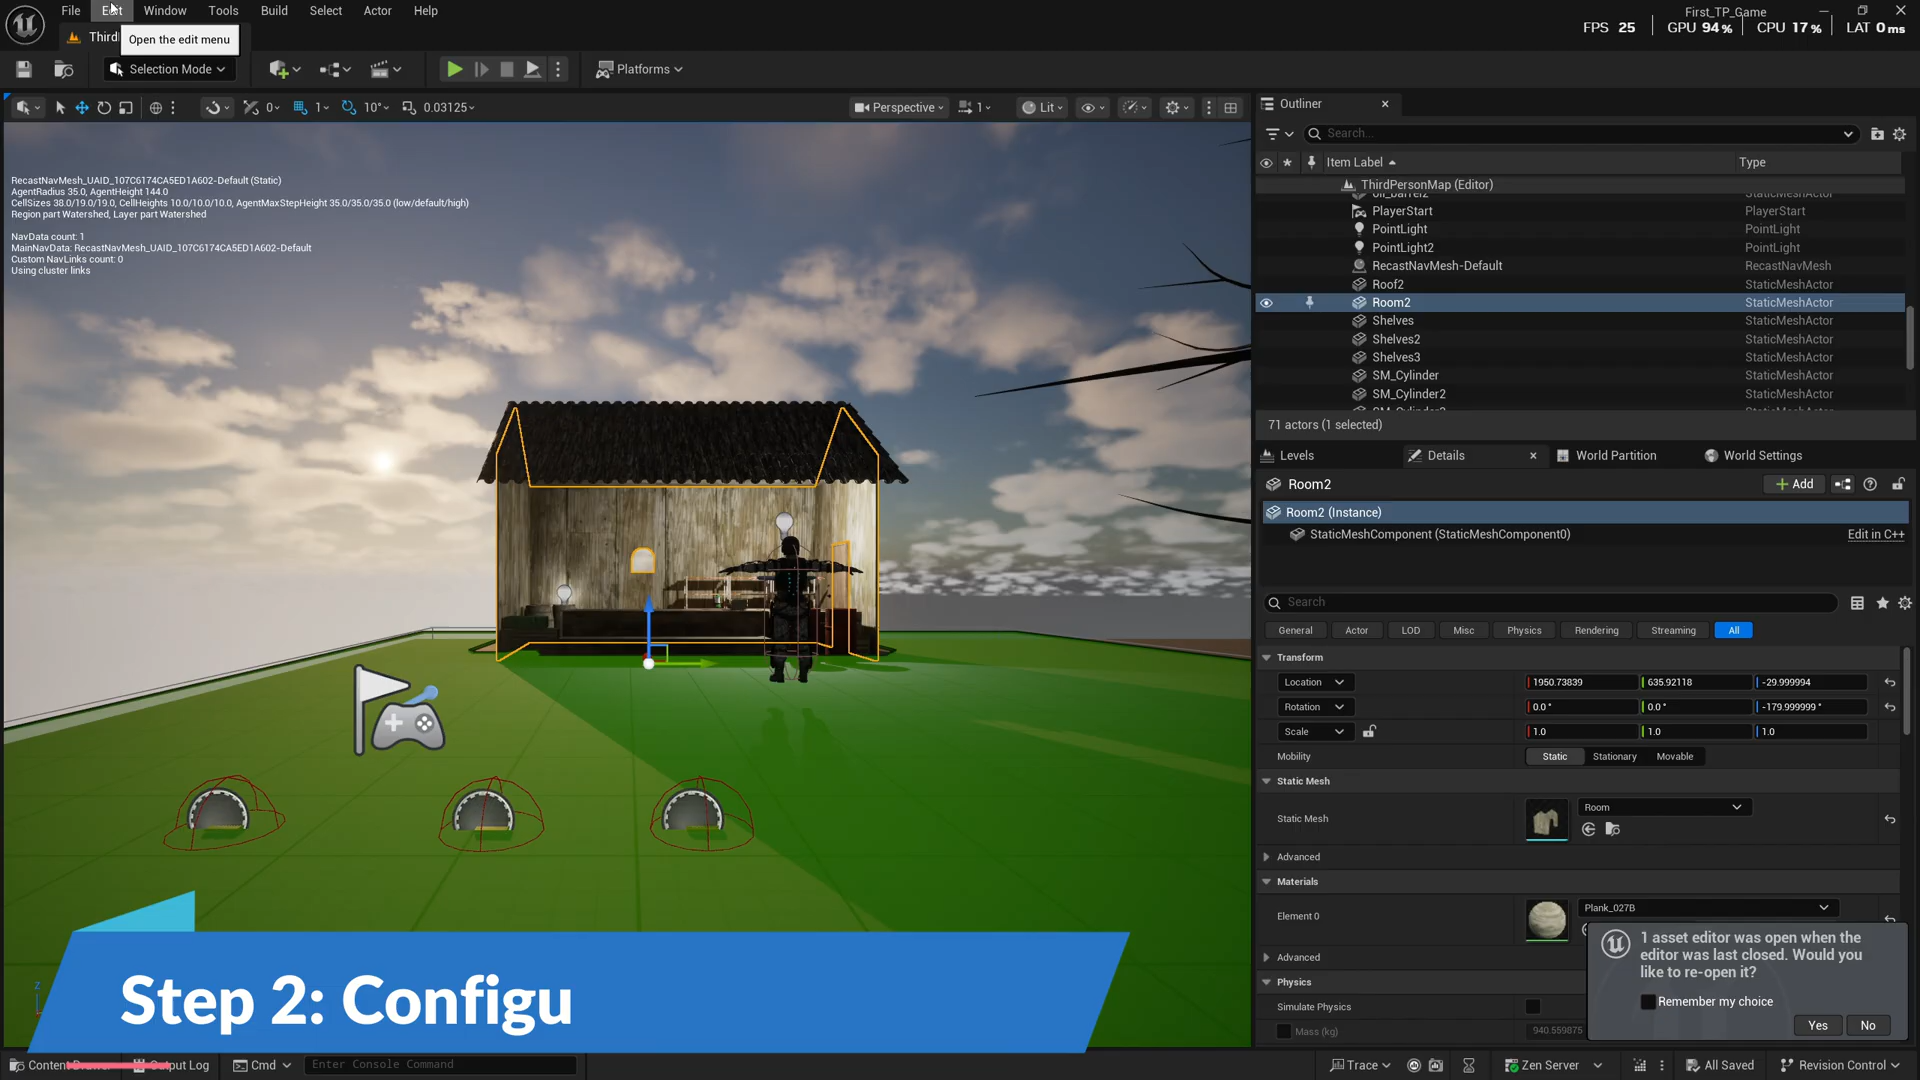 File Edit Window Tools Build Select Actor Help
First_TP_Game
FPS 25 GPU 94% CPU 17% LAT 0 ms
Third
Open the edit menu
Selection Mode
Platforms
0 1 10° 0.03125
Perspective 1 Lit
RecastNavMesh_UAID_107C6174CA5ED1A602-Default (Static)
AgentRadius 35.0, AgentHeight 144.0
CellSizes 38.0/19.0/19.0, CellHeights 10.0/10.0/10.0, AgentMaxStepHeight 35.0/35.0/35.0 (low/default/high)
Region part Watershed, Layer part Watershed
NavData count: 1
MainNavData: RecastNavMesh_UAID_107C6174CA5ED1A602-Default
Custom NavLinks count: 0
Using cluster links
Outliner
Search...
Item Label Type
ThirdPersonMap (Editor)
oil_barrel2 StaticMeshActor
PlayerStart PlayerStart
PointLight PointLight
PointLight2 PointLight
RecastNavMesh-Default RecastNavMesh
Roof2 StaticMeshActor
Room2 StaticMeshActor
Shelves StaticMeshActor
Shelves2 StaticMeshActor
Shelves3 StaticMeshActor
SM_Cylinder StaticMeshActor
SM_Cylinder2 StaticMeshActor
71 actors (1 selected)
Levels Details World Partition World Settings
Room2 Add
Room2 (Instance)
StaticMeshComponent (StaticMeshComponent0) Edit in C++
Search
General Actor LOD Misc Physics Rendering Streaming All
Transform
Location 1950.73839 635.92118 -29.999994
Rotation 0.0° 0.0° -179.999999°
Scale 1.0 1.0 1.0
Mobility Static Stationary Movable
Static Mesh
Static Mesh Room
Advanced
Materials
Element 0 Plank_027B
Advanced
Physics
Simulate Physics
Mass (kg) 940.559875
1 asset editor was open when the
editor was last closed. Would you
like to re-open it?
Remember my choice
Yes No
Step 2: Configu
Z
Cmd Enter Console Command
Trace Zen Server All Saved Revision Control